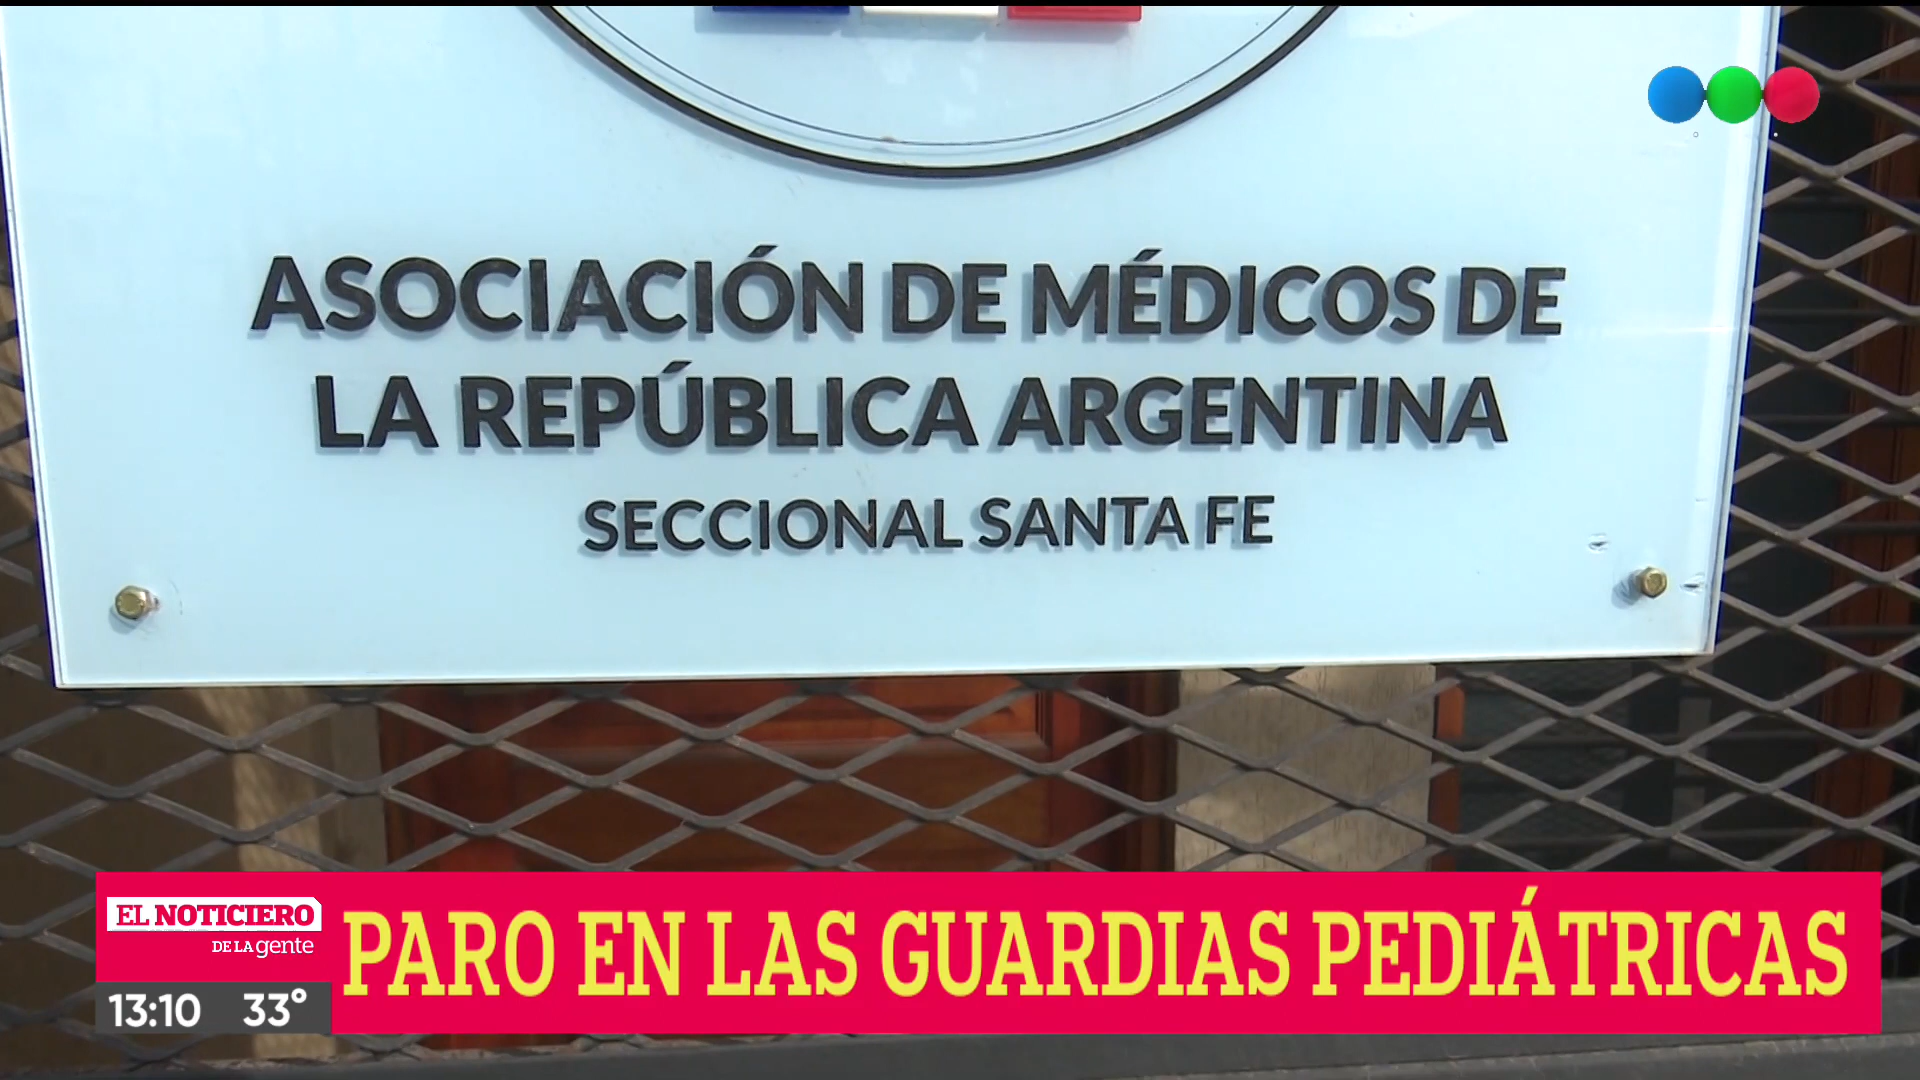 ASOCIACIÓN DE MÉDICOS DE
LA REPÚBLICA ARGENTINA
SECCIONAL SANTA FE
EL NOTICIERO
DE LA gente
PARO EN LAS GUARDIAS PEDIÁTRICAS
13:10 33°